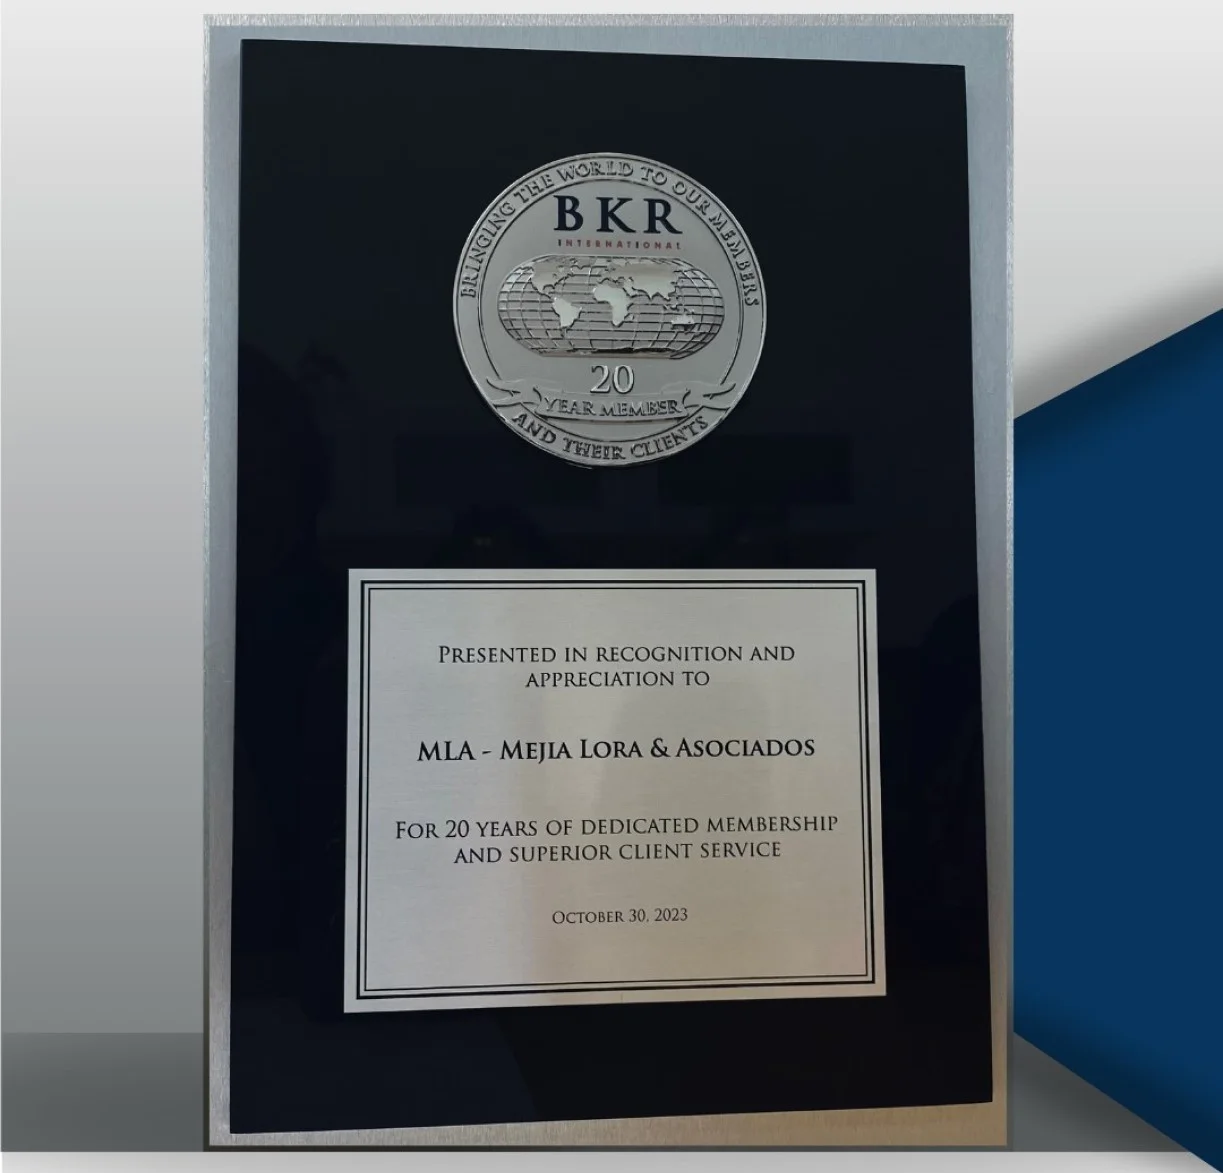 BRINGING THE WORLD TO OUR MEMBERS
BKR
INTERNATIONAL
20
YEAR MEMBER
AND THEIR CLIENTS
PRESENTED IN RECOGNITION AND
APPRECIATION TO
MLA - MEJIA LORA & ASOCIADOS
FOR 20 YEARS OF DEDICATED MEMBERSHIP
AND SUPERIOR CLIENT SERVICE
OCTOBER 30, 2023